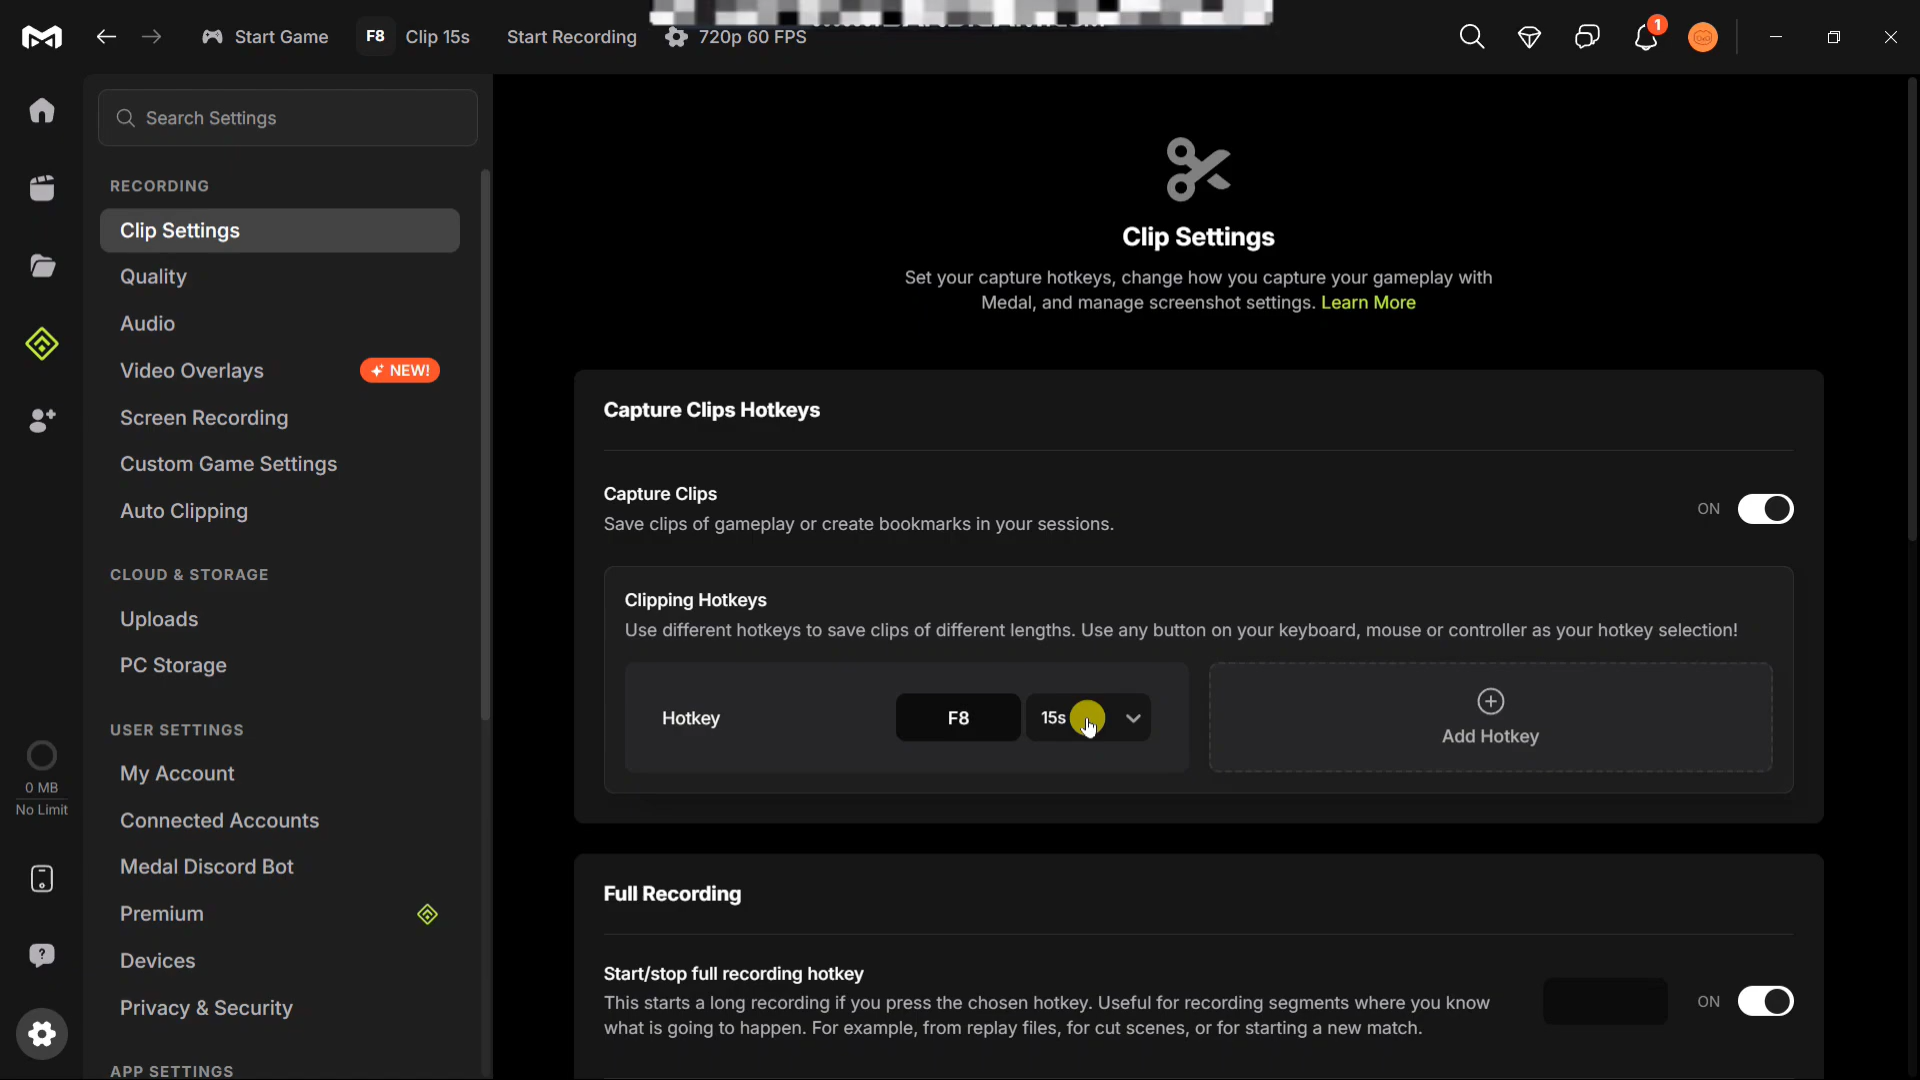 Start Game
F8
Clip 15s
Start Recording
720p 60 FPS
1
Search Settings
RECORDING
Clip Settings
Quality
Audio
Video Overlays
NEW!
Screen Recording
Custom Game Settings
Auto Clipping
CLOUD & STORAGE
Uploads
PC Storage
USER SETTINGS
My Account
Connected Accounts
Medal Discord Bot
Premium
Devices
Privacy & Security
APP SETTINGS
0 MB
No Limit
Clip Settings
Set your capture hotkeys, change how you capture your gameplay with
Medal, and manage screenshot settings. Learn More
Capture Clips Hotkeys
Capture Clips
Save clips of gameplay or create bookmarks in your sessions.
ON
Clipping Hotkeys
Use different hotkeys to save clips of different lengths. Use any button on your keyboard, mouse or controller as your hotkey selection!
Hotkey
F8
15s
Add Hotkey
Full Recording
Start/stop full recording hotkey
This starts a long recording if you press the chosen hotkey. Useful for recording segments where you know
what is going to happen. For example, from replay files, for cut scenes, or for starting a new match.
ON